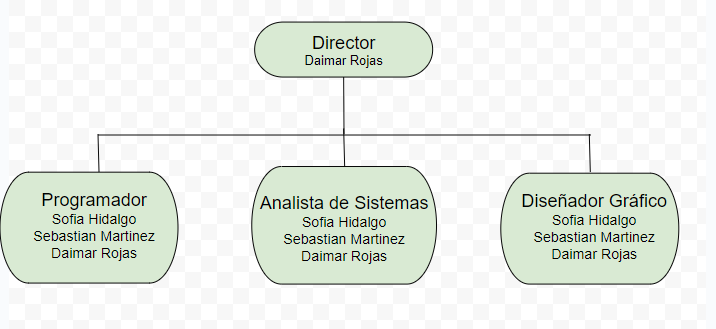 Director
Daimar Rojas
Programador
Sofia Hidalgo
Sebastian Martinez
Daimar Rojas
Analista de Sistemas
Sofia Hidalgo
Sebastian Martinez
Daimar Rojas
Diseñador Gráfico
Sofia Hidalgo
Sebastian Martinez
Daimar Rojas